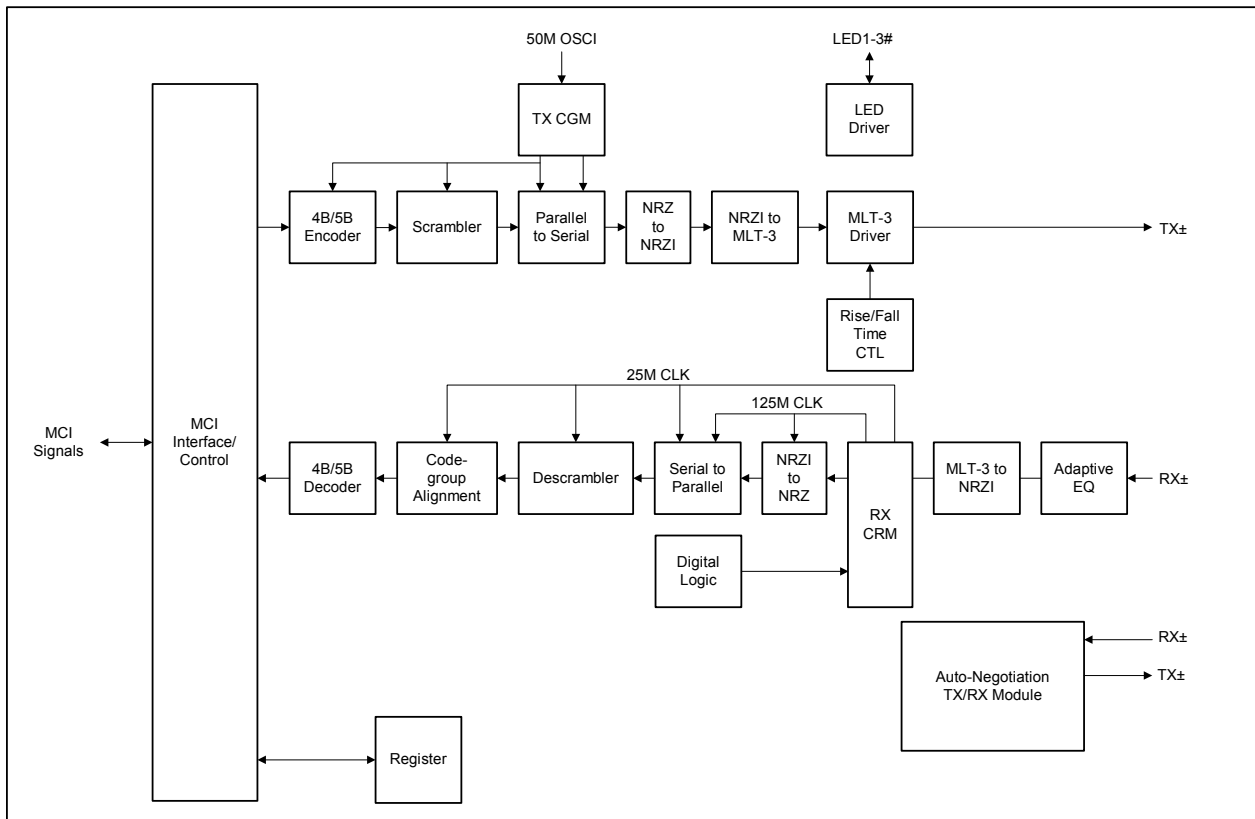 50M OSCI
LED1-3#
TX CGM
LED
Driver
4B/5B
Encoder
Scrambler
Parallel
to Serial
NRZ
to
NRZI
NRZI to
MLT-3
MLT-3
Driver
TX±
Rise/Fall
Time
CTL
25M CLK
125M CLK
MCI
Signals
MCI
Interface/
Control
4B/5B
Decoder
Code-
group
Alignment
Descrambler
Serial to
Parallel
NRZI
to
NRZ
RX
CRM
MLT-3 to
NRZI
Adaptive
EQ
RX±
Digital
Logic
Auto-Negotiation
TX/RX Module
RX±
TX±
Register